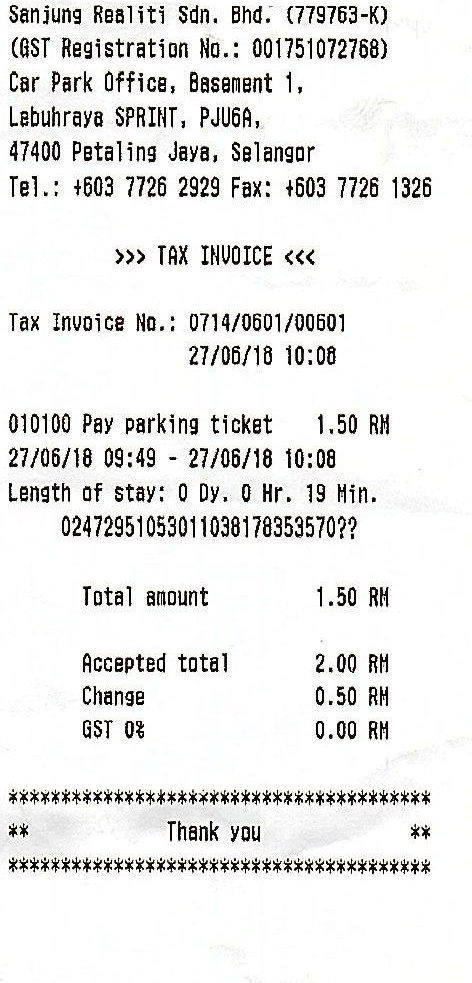 Sanjung Realiti Sdn. Bhd. (779763-K)
(GST Registration No.: 001751072768)
Car Park Office, Basement 1,
Lebuhraya SPRINT, PJU6A,
47400 Petaling Jaya, Selangor
Tel.: +603 7726 2929 Fax: +603 7726 1326
>>> TAX INVOICE <<<
Tax Invoice No.: 0714/0601/00601
27/06/18 10:08
010100 Pay parking ticket 1.50 RM
27/06/18 09:49 - 27/06/18 10:08
Length of stay: 0 Dy. 0 Hr. 19 Min.
02472951053011038178353570??
Total amount 1.50 RM
Accepted total 2.00 RM
Change 0.50 RM
GST 0% 0.00 RM
****************************************
** Thank you **
****************************************